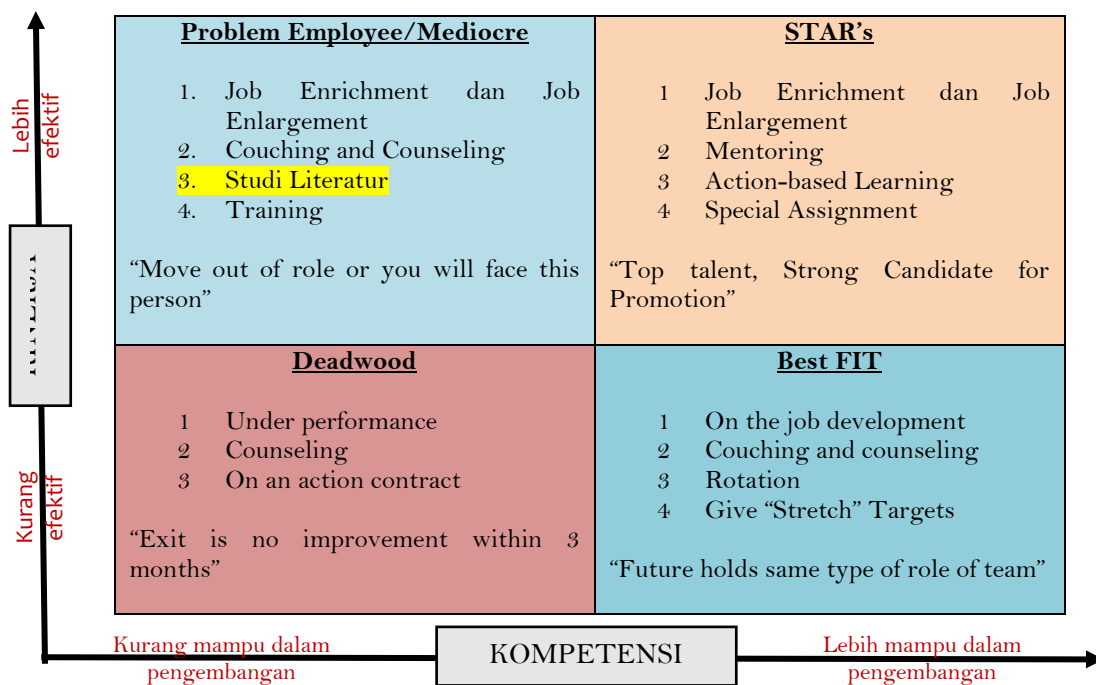 Problem Employee/Mediocre
1. Job Enrichment dan Job
Enlargement
2. Couching and Counseling
3. Studi Literatur
4. Training
“Move out of role or you will face this
person”
STAR's
1 Job Enrichment dan Job
Enlargement
2 Mentoring
3 Action-based Learning
4 Special Assignment
“Top talent, Strong Candidate for
Promotion”
Lebih
efektif
Deadwood
1 Under performance
2 Counseling
3 On an action contract
“Exit is no improvement within 3
months”
Best FIT
1 On the job development
2 Couching and counseling
3 Rotation
4 Give “Stretch” Targets
“Future holds same type of role of team”
Kurang
efektif
Kurang mampu dalam
pengembangan
KOMPETENSI
Lebih mampu dalam
pengembangan